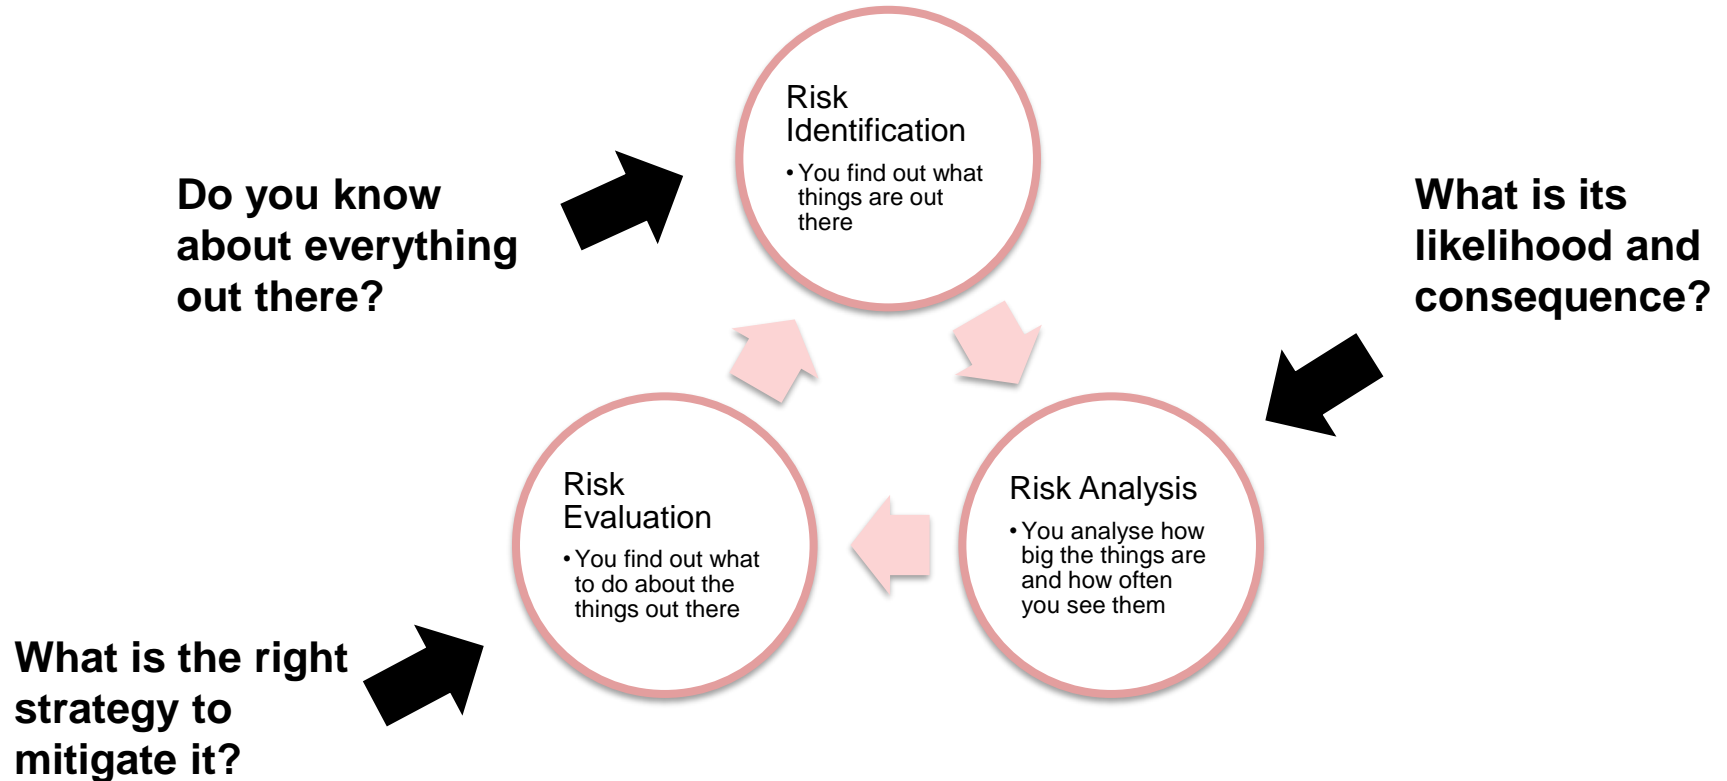 Risk
Identification
• You find out what
things are out
there
Do you know
about everything
out there?
What is its
likelihood and
consequence?
Risk
Evaluation
• You find out what
to do about the
things out there
Risk Analysis
• You analyse how
big the things are
and how often
you see them
What is the right
strategy to
mitigate it?